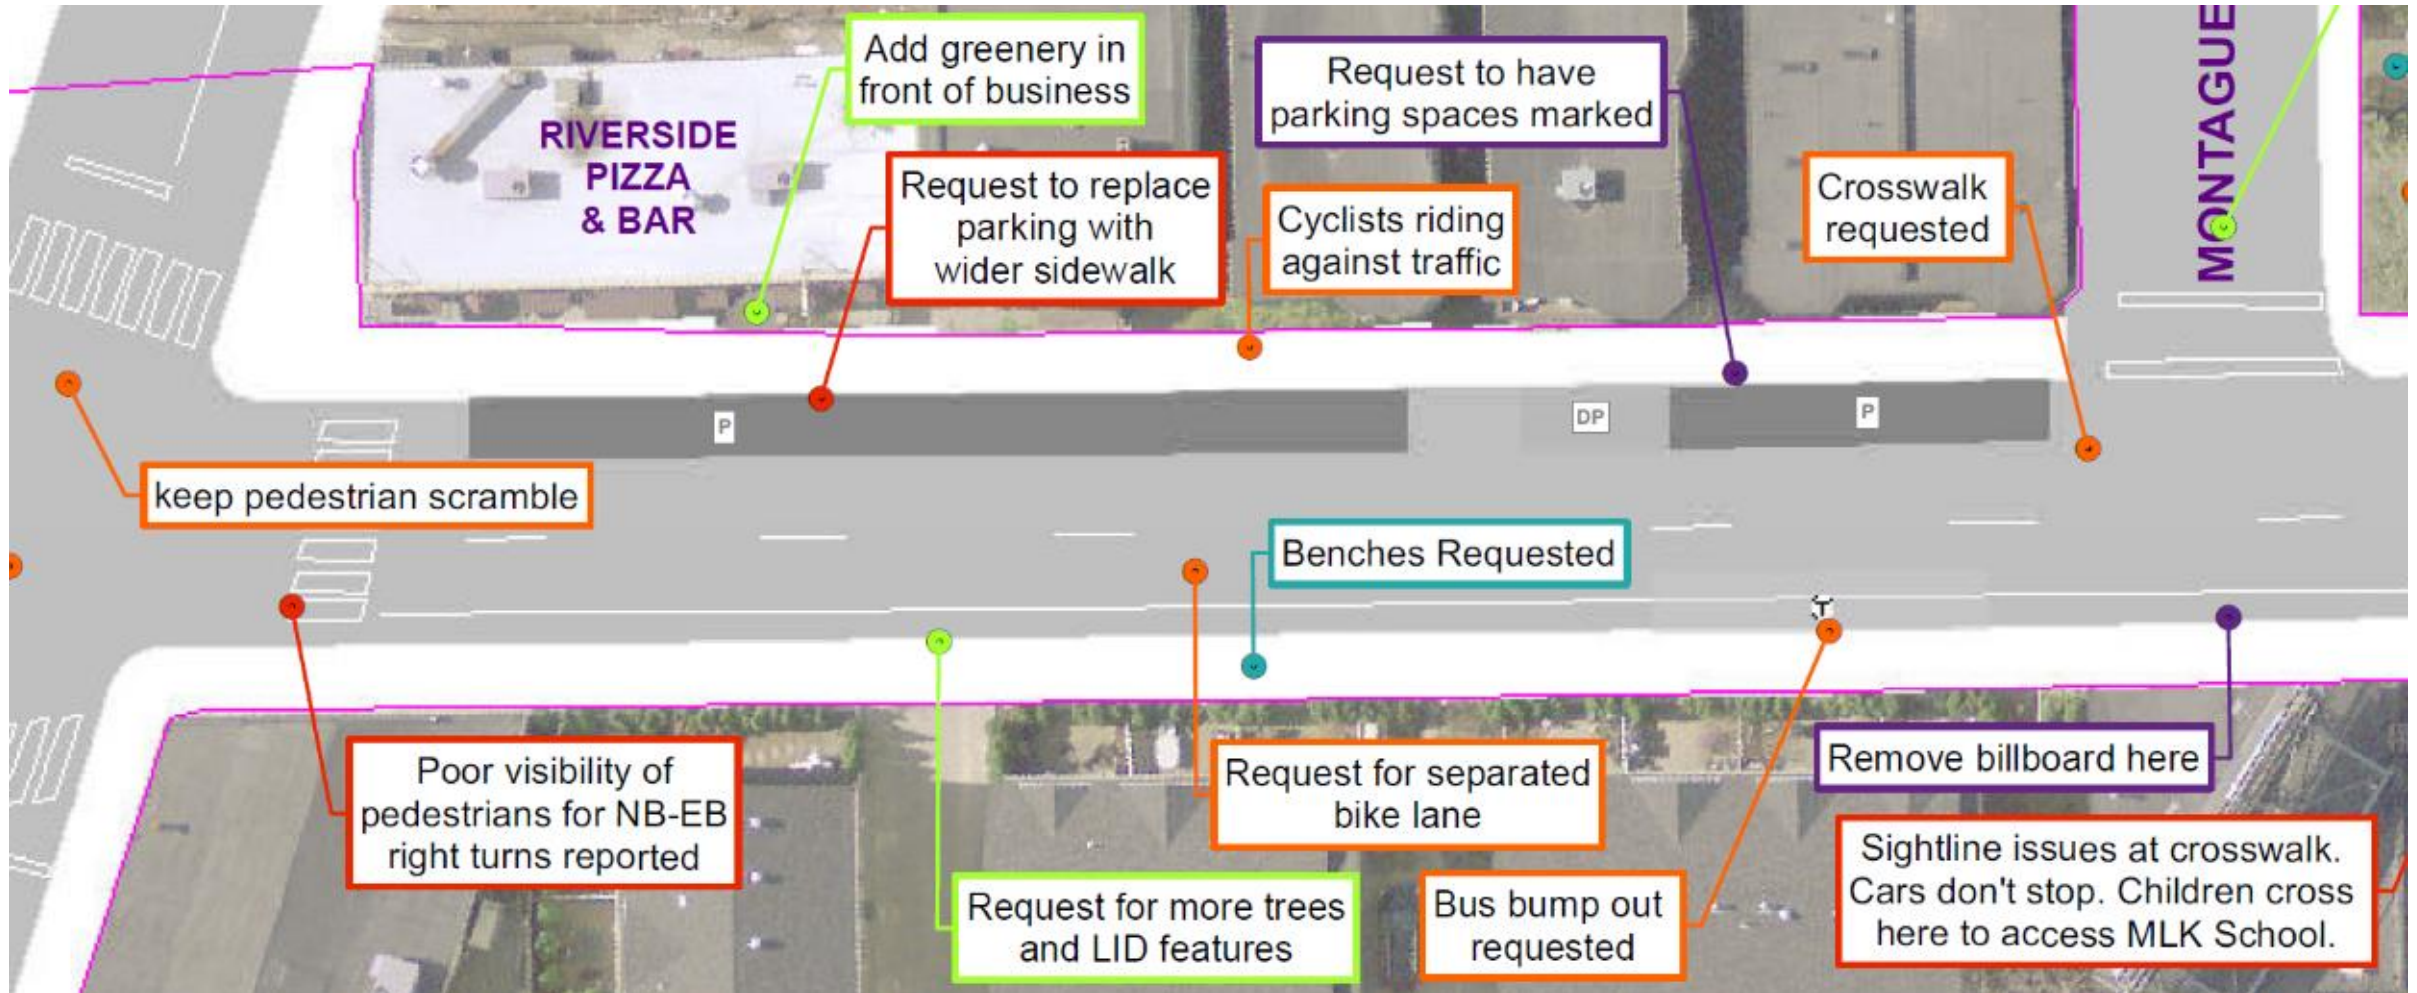 Add greenery in
front of business
Request to have
parking spaces marked
MONTAGUE
RIVERSIDE
PIZZA
& BAR
Request to replace
parking with
wider sidewalk
Cyclists riding
against traffic
Crosswalk
requested
P
DP
P
keep pedestrian scramble
Benches Requested
T
Poor visibility of
pedestrians for NB-EB
right turns reported
Request for separated
bike lane
Remove billboard here
Request for more trees
and LID features
Bus bump out
requested
Sightline issues at crosswalk.
Cars don't stop. Children cross
here to access MLK School.